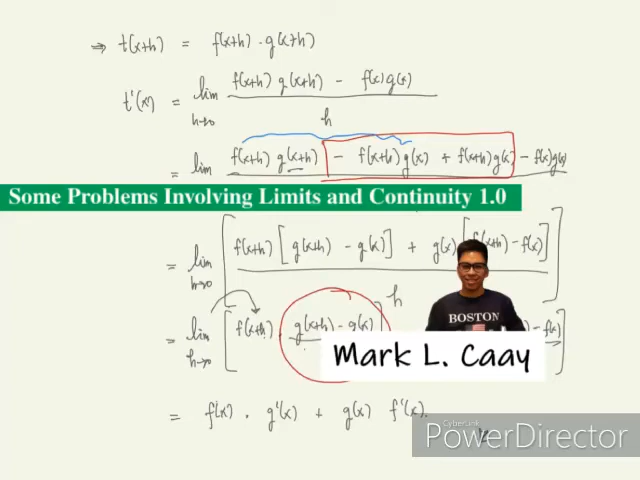 ⇒ t(x+h) = f(x+h) · g(x+h)
t'(x) = lim h→0 f(x+h) g(x+h) − f(x)g(x) / h
= lim f(x+h) g(x+h) − f(x+h)g(x) + f(x+h)g(x) − f(x)g(x)
Some Problems Involving Limits and Continuity 1.0
= lim h→0 [ f(x+h) [ g(x+h) − g(x) ] + g(x) [ f(x+h) − f(x) ] / h ]
= lim h→0 [ f(x+h) · g(x+h) − g(x) − f(x) ]
BOSTON
Mark L. Caay
= f(x) · g'(x) + g(x) f'(x).
CyberLink
PowerDirector